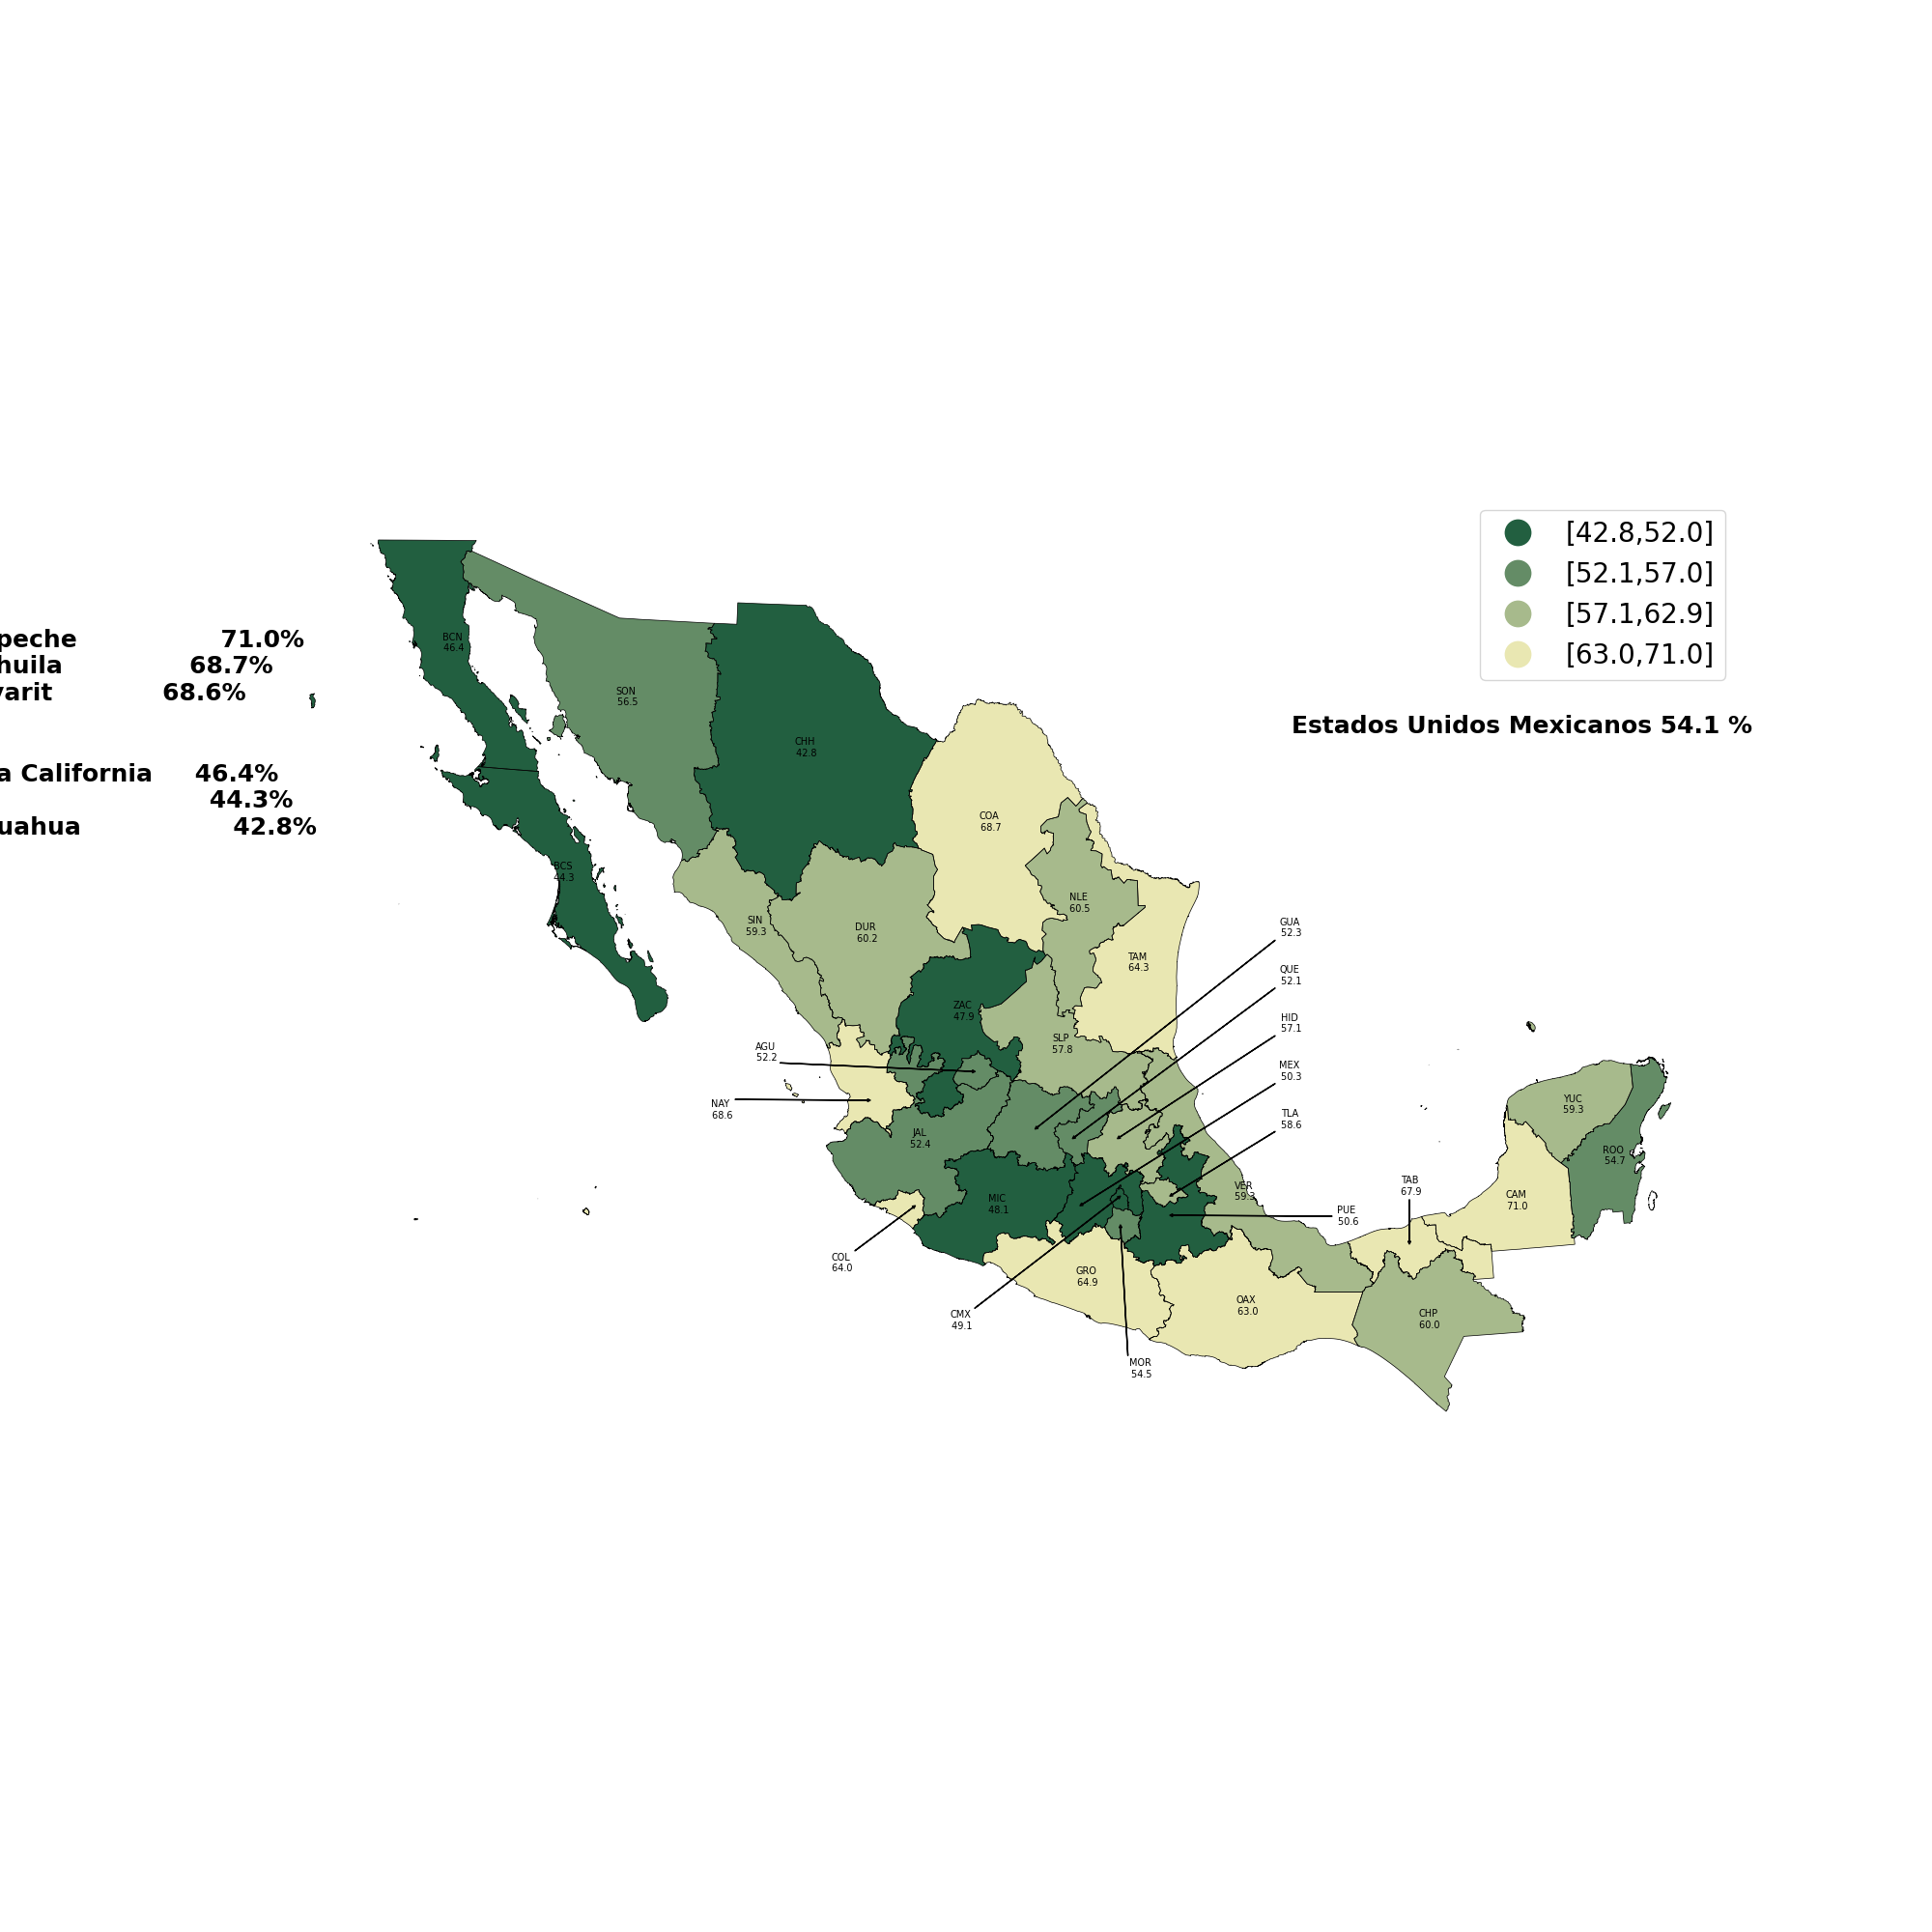 [42.8,52.0]
[52.1,57.0]
[57.1,62.9]
[63.0,71.0]
Estados Unidos Mexicanos 54.1 %
peche 71.0%
huila 68.7%
varit 68.6%
a California 46.4%
44.3%
uahua 42.8%
BCN
46.4
SON
56.5
CHH
42.8
COA
68.7
BCS
44.3
NLE
60.5
SIN
59.3
DUR
60.2
TAM
64.3
GUA
52.3
QUE
52.1
ZAC
47.9
HID
57.1
SLP
57.8
AGU
52.2
MEX
50.3
NAY
68.6
YUC
59.3
TLA
58.6
JAL
52.4
ROO
54.7
TAB
67.9
VER
59.3
CAM
71.0
MIC
48.1
PUE
50.6
COL
64.0
GRO
64.9
OAX
63.0
CMX
49.1
CHP
60.0
MOR
54.5